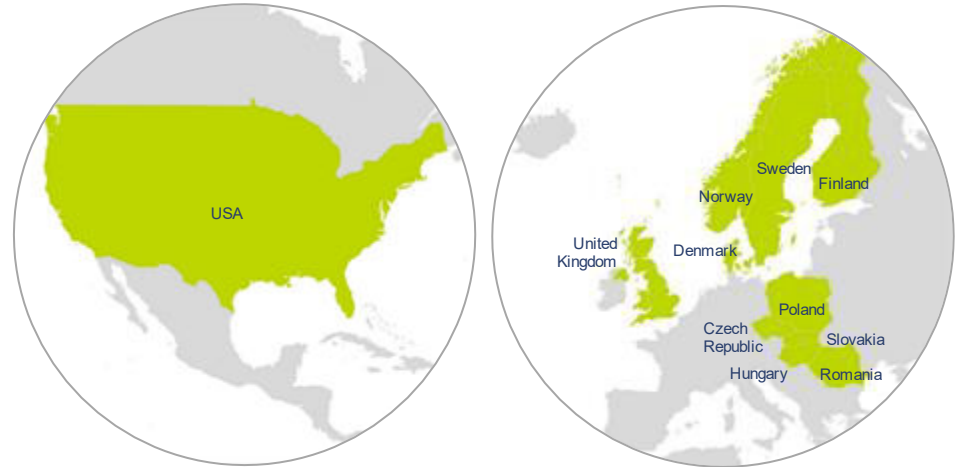 USA
Sweden
Finland
Norway
United
Kingdom
Denmark
Poland
Czech
Republic
Slovakia
Hungary
Romania